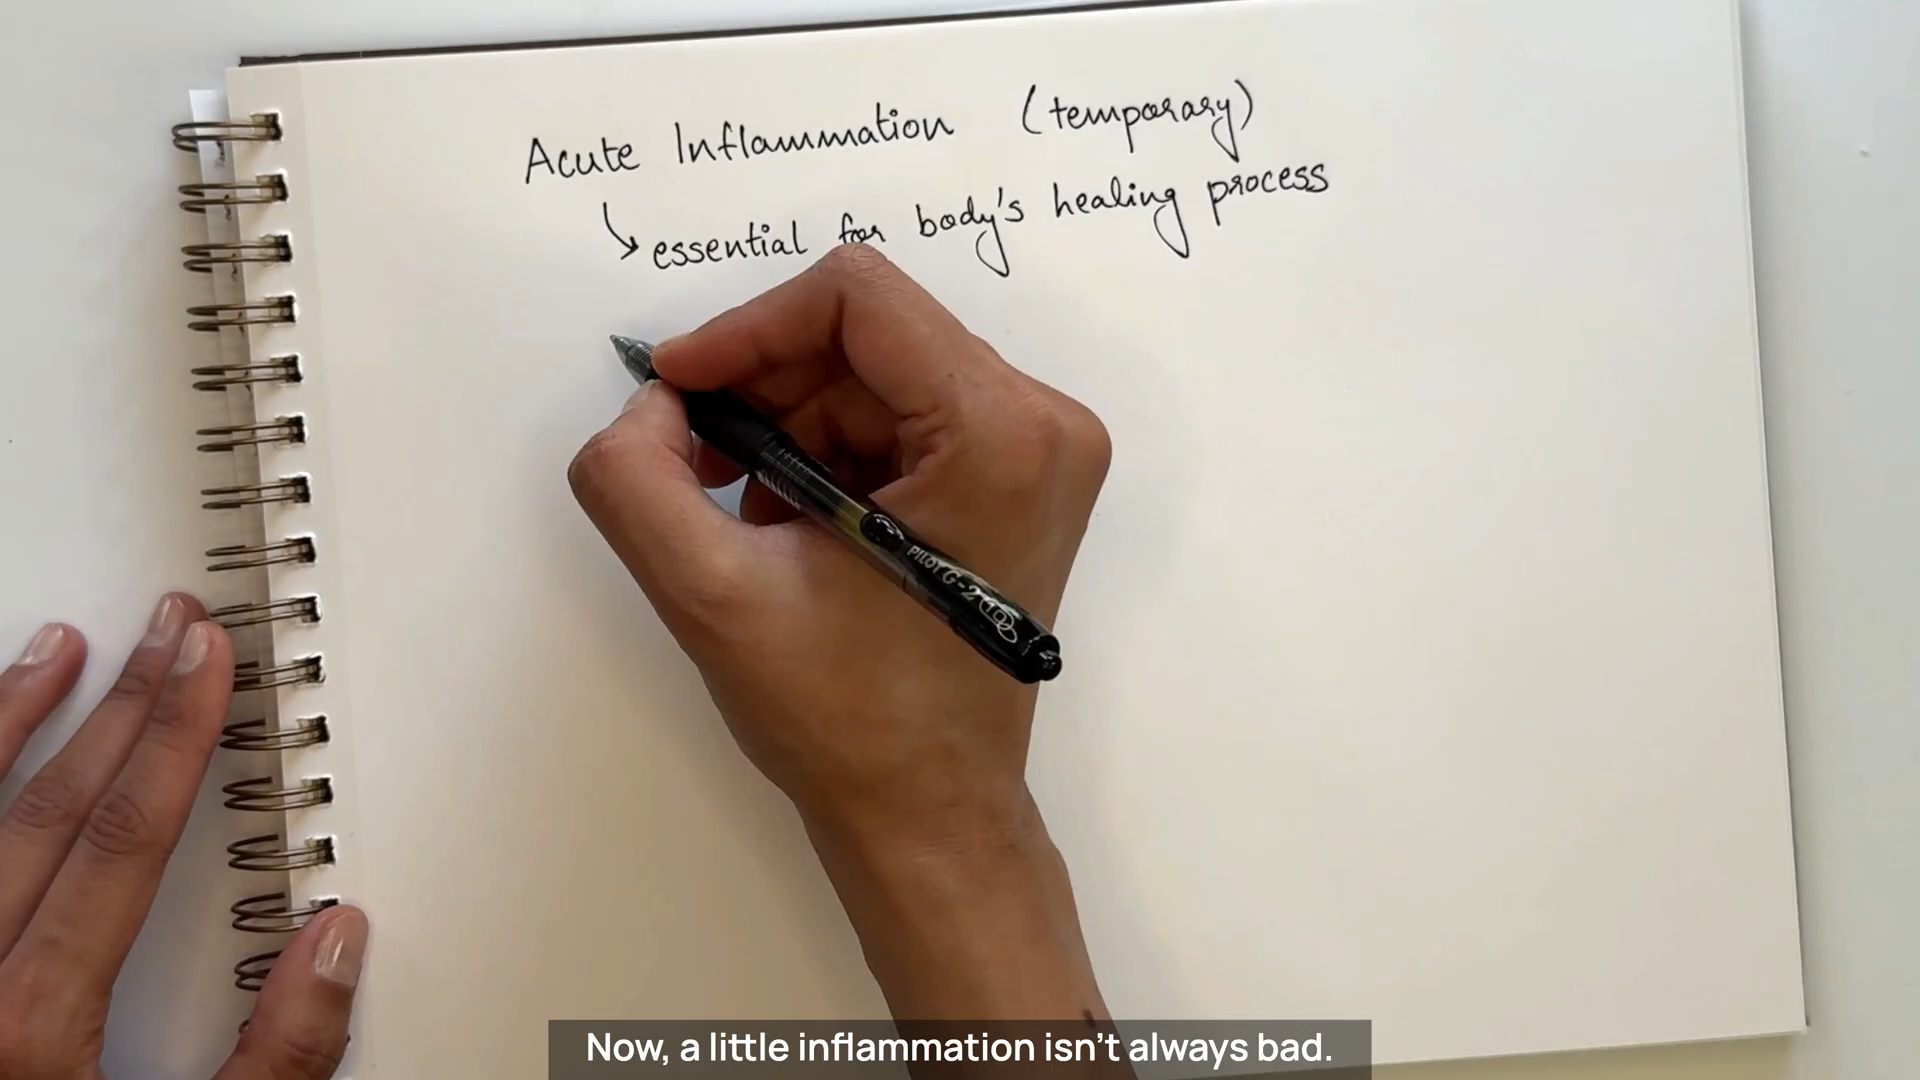 Acute Inflammation (temporary)
↳ essential for body's healing process
PILOT G-2 10
Now, a little inflammation isn't always bad.